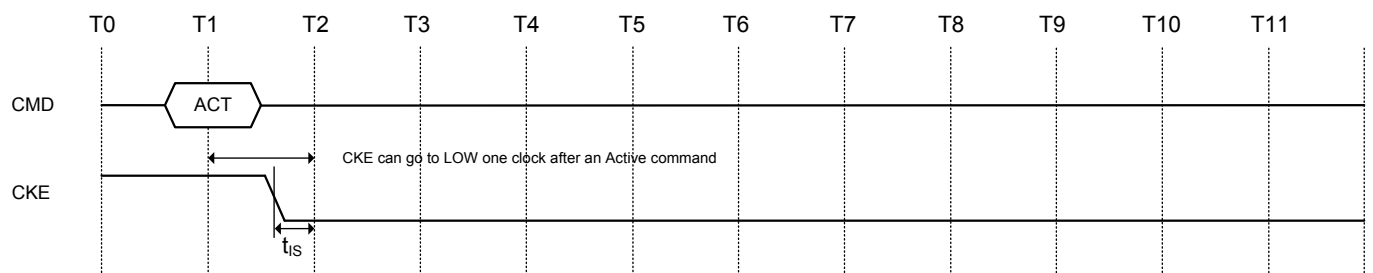 T0 T1 T2 T3 T4 T5 T6 T7 T8 T9 T10 T11
CMD ACT
CKE can go to LOW one clock after an Active command
CKE
tIS